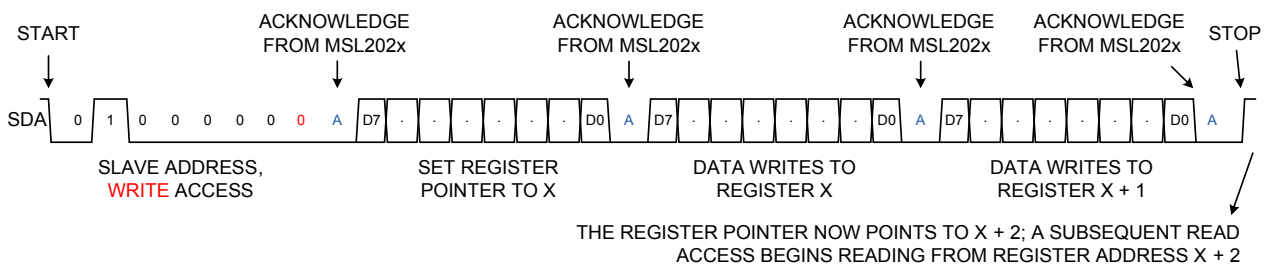 START
ACKNOWLEDGE
FROM MSL202x
ACKNOWLEDGE
FROM MSL202x
ACKNOWLEDGE
FROM MSL202x
ACKNOWLEDGE
FROM MSL202x
STOP
SDA 0 1 0 0 0 0 0 0 A D7 . . . . . . D0 A D7 . . . . . . D0 A D7 . . . . . . D0 A
SLAVE ADDRESS,
WRITE ACCESS
SET REGISTER
POINTER TO X
DATA WRITES TO
REGISTER X
DATA WRITES TO
REGISTER X + 1
THE REGISTER POINTER NOW POINTS TO X + 2; A SUBSEQUENT READ
ACCESS BEGINS READING FROM REGISTER ADDRESS X + 2